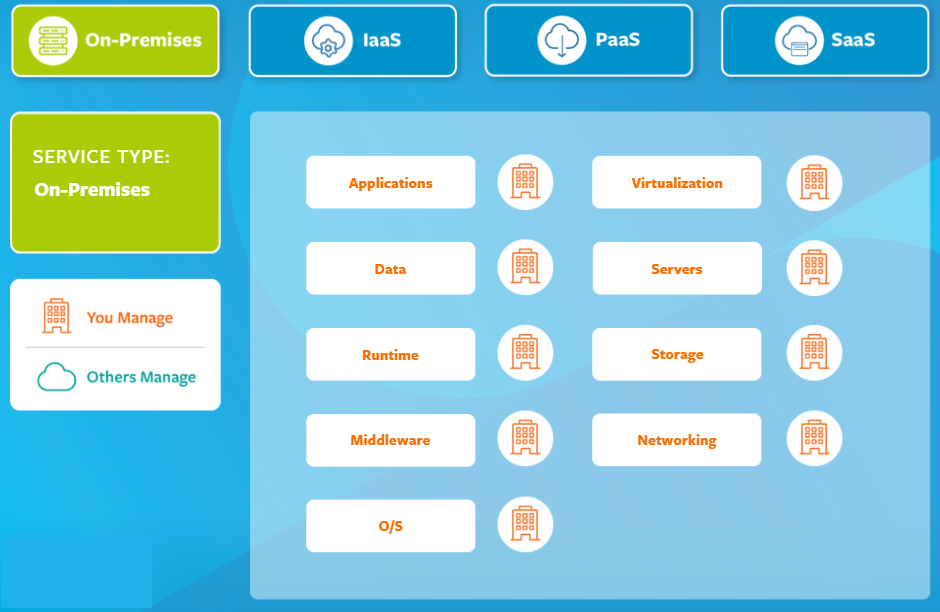 On-Premises
IaaS
PaaS
SaaS
SERVICE TYPE:
On-Premises
You Manage
Others Manage
Applications
Virtualization
Data
Servers
Runtime
Storage
Middleware
Networking
O/S